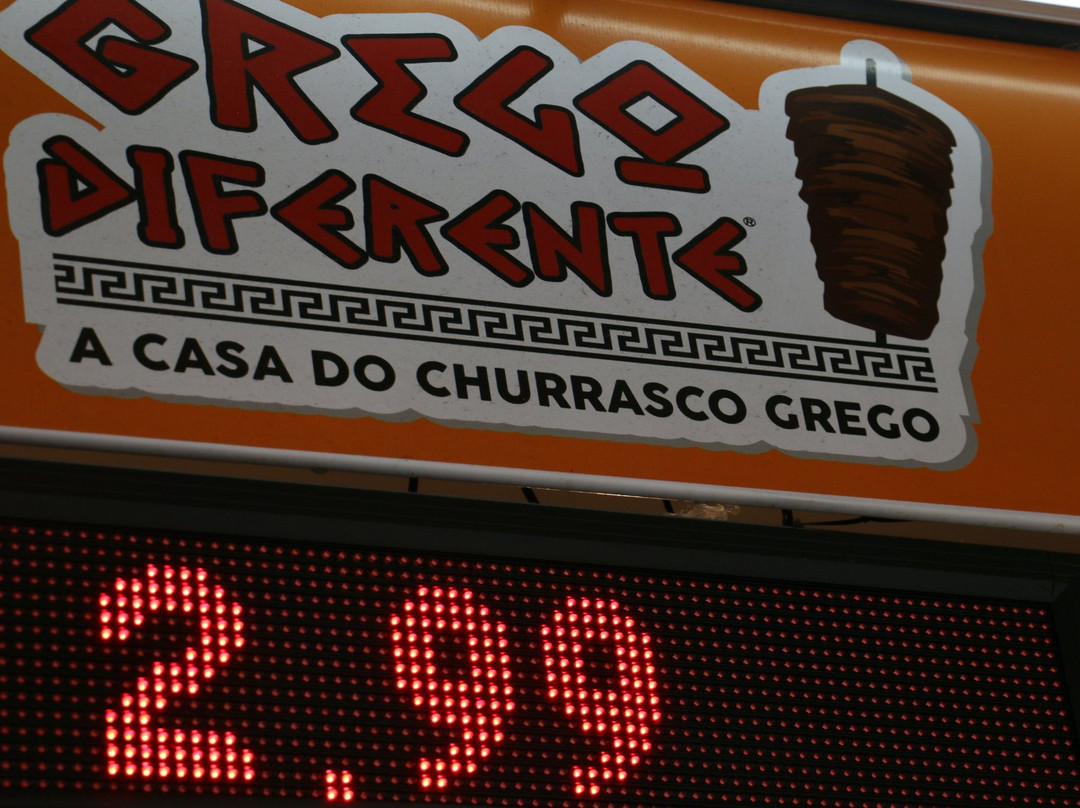 GREGO
DIFERENTE®
A CASA DO CHURRASCO GREGO
2,99